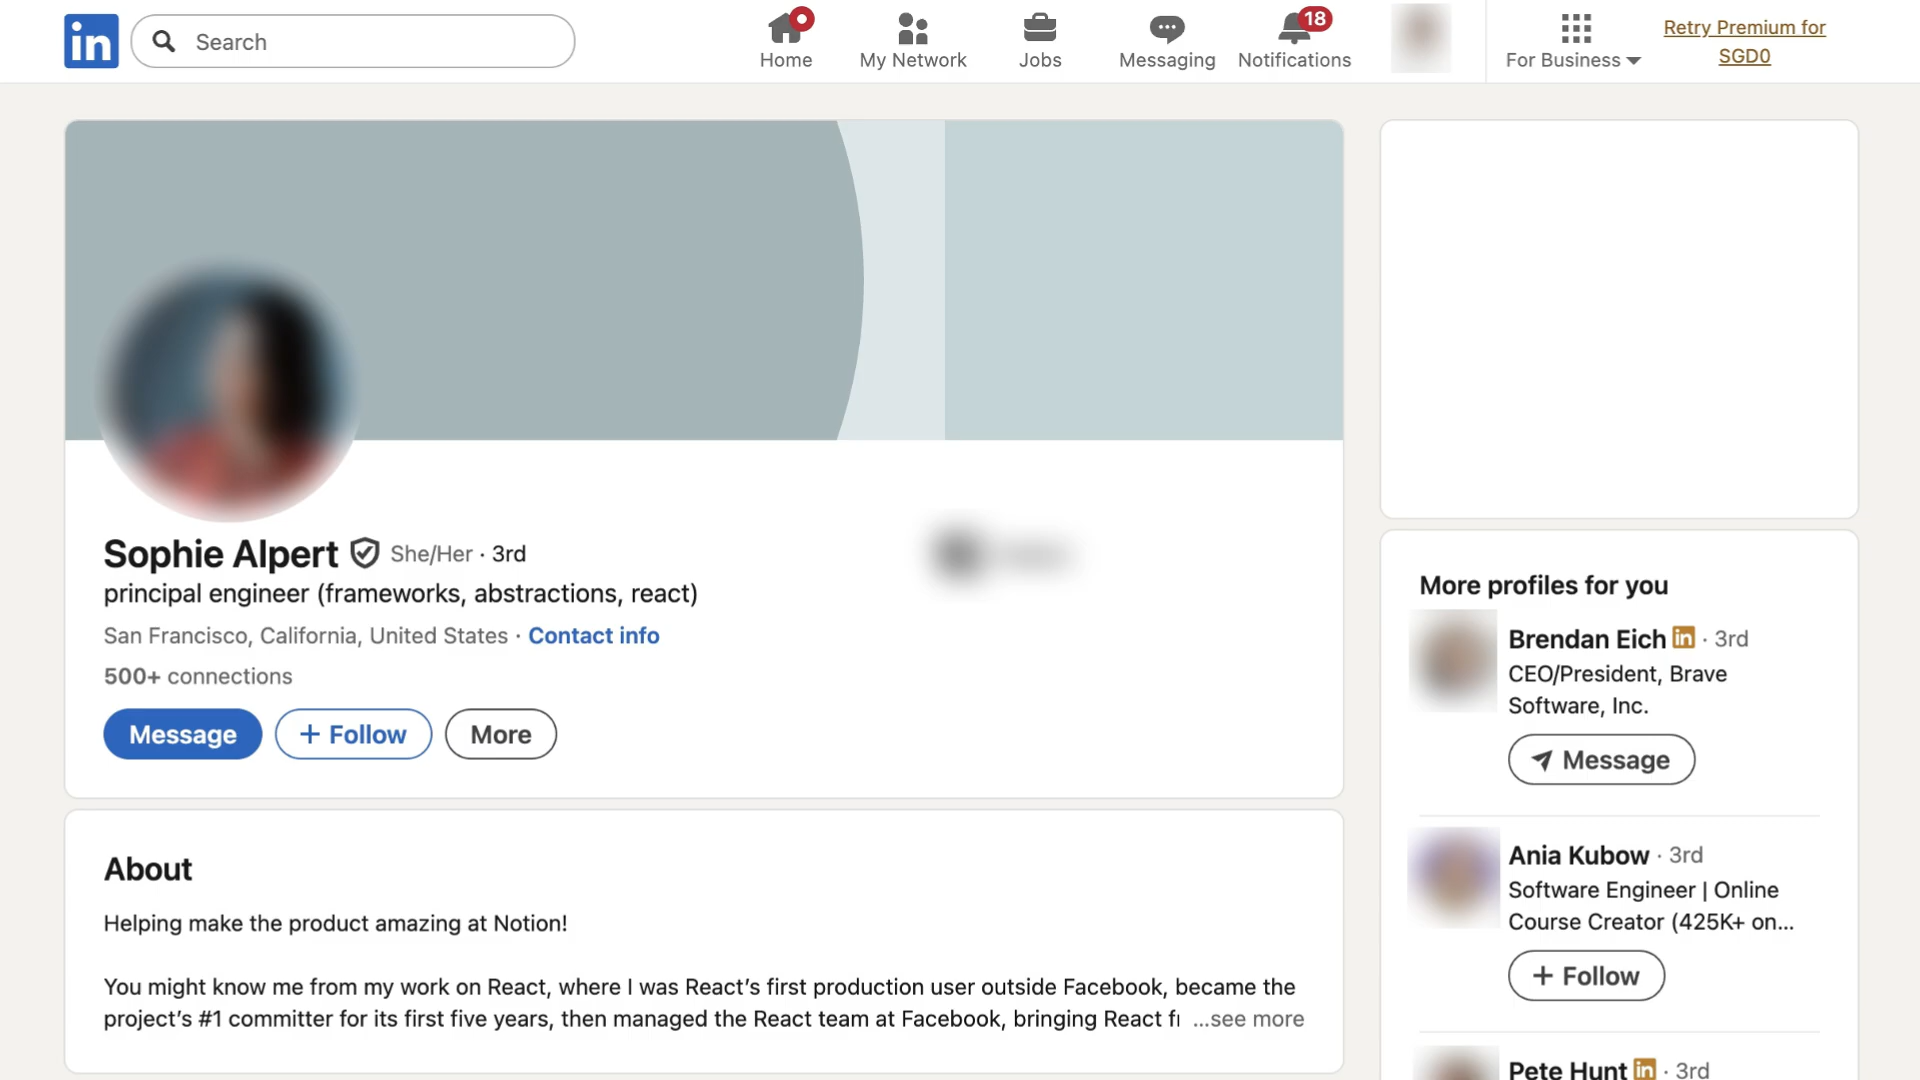 in Search
Home
My Network
Jobs
Messaging
18
Notifications
For Business
Retry Premium for
SGD0
Sophie Alpert She/Her · 3rd
principal engineer (frameworks, abstractions, react)
San Francisco, California, United States · Contact info
500+ connections
Message
+ Follow
More
About
Helping make the product amazing at Notion!
You might know me from my work on React, where I was React’s first production user outside Facebook, became the
project’s #1 committer for its first five years, then managed the React team at Facebook, bringing React ...see more
More profiles for you
Brendan Eich in · 3rd
CEO/President, Brave
Software, Inc.
Message
Ania Kubow · 3rd
Software Engineer | Online
Course Creator (425K+ on...
+ Follow
Pete Hunt in · 3rd